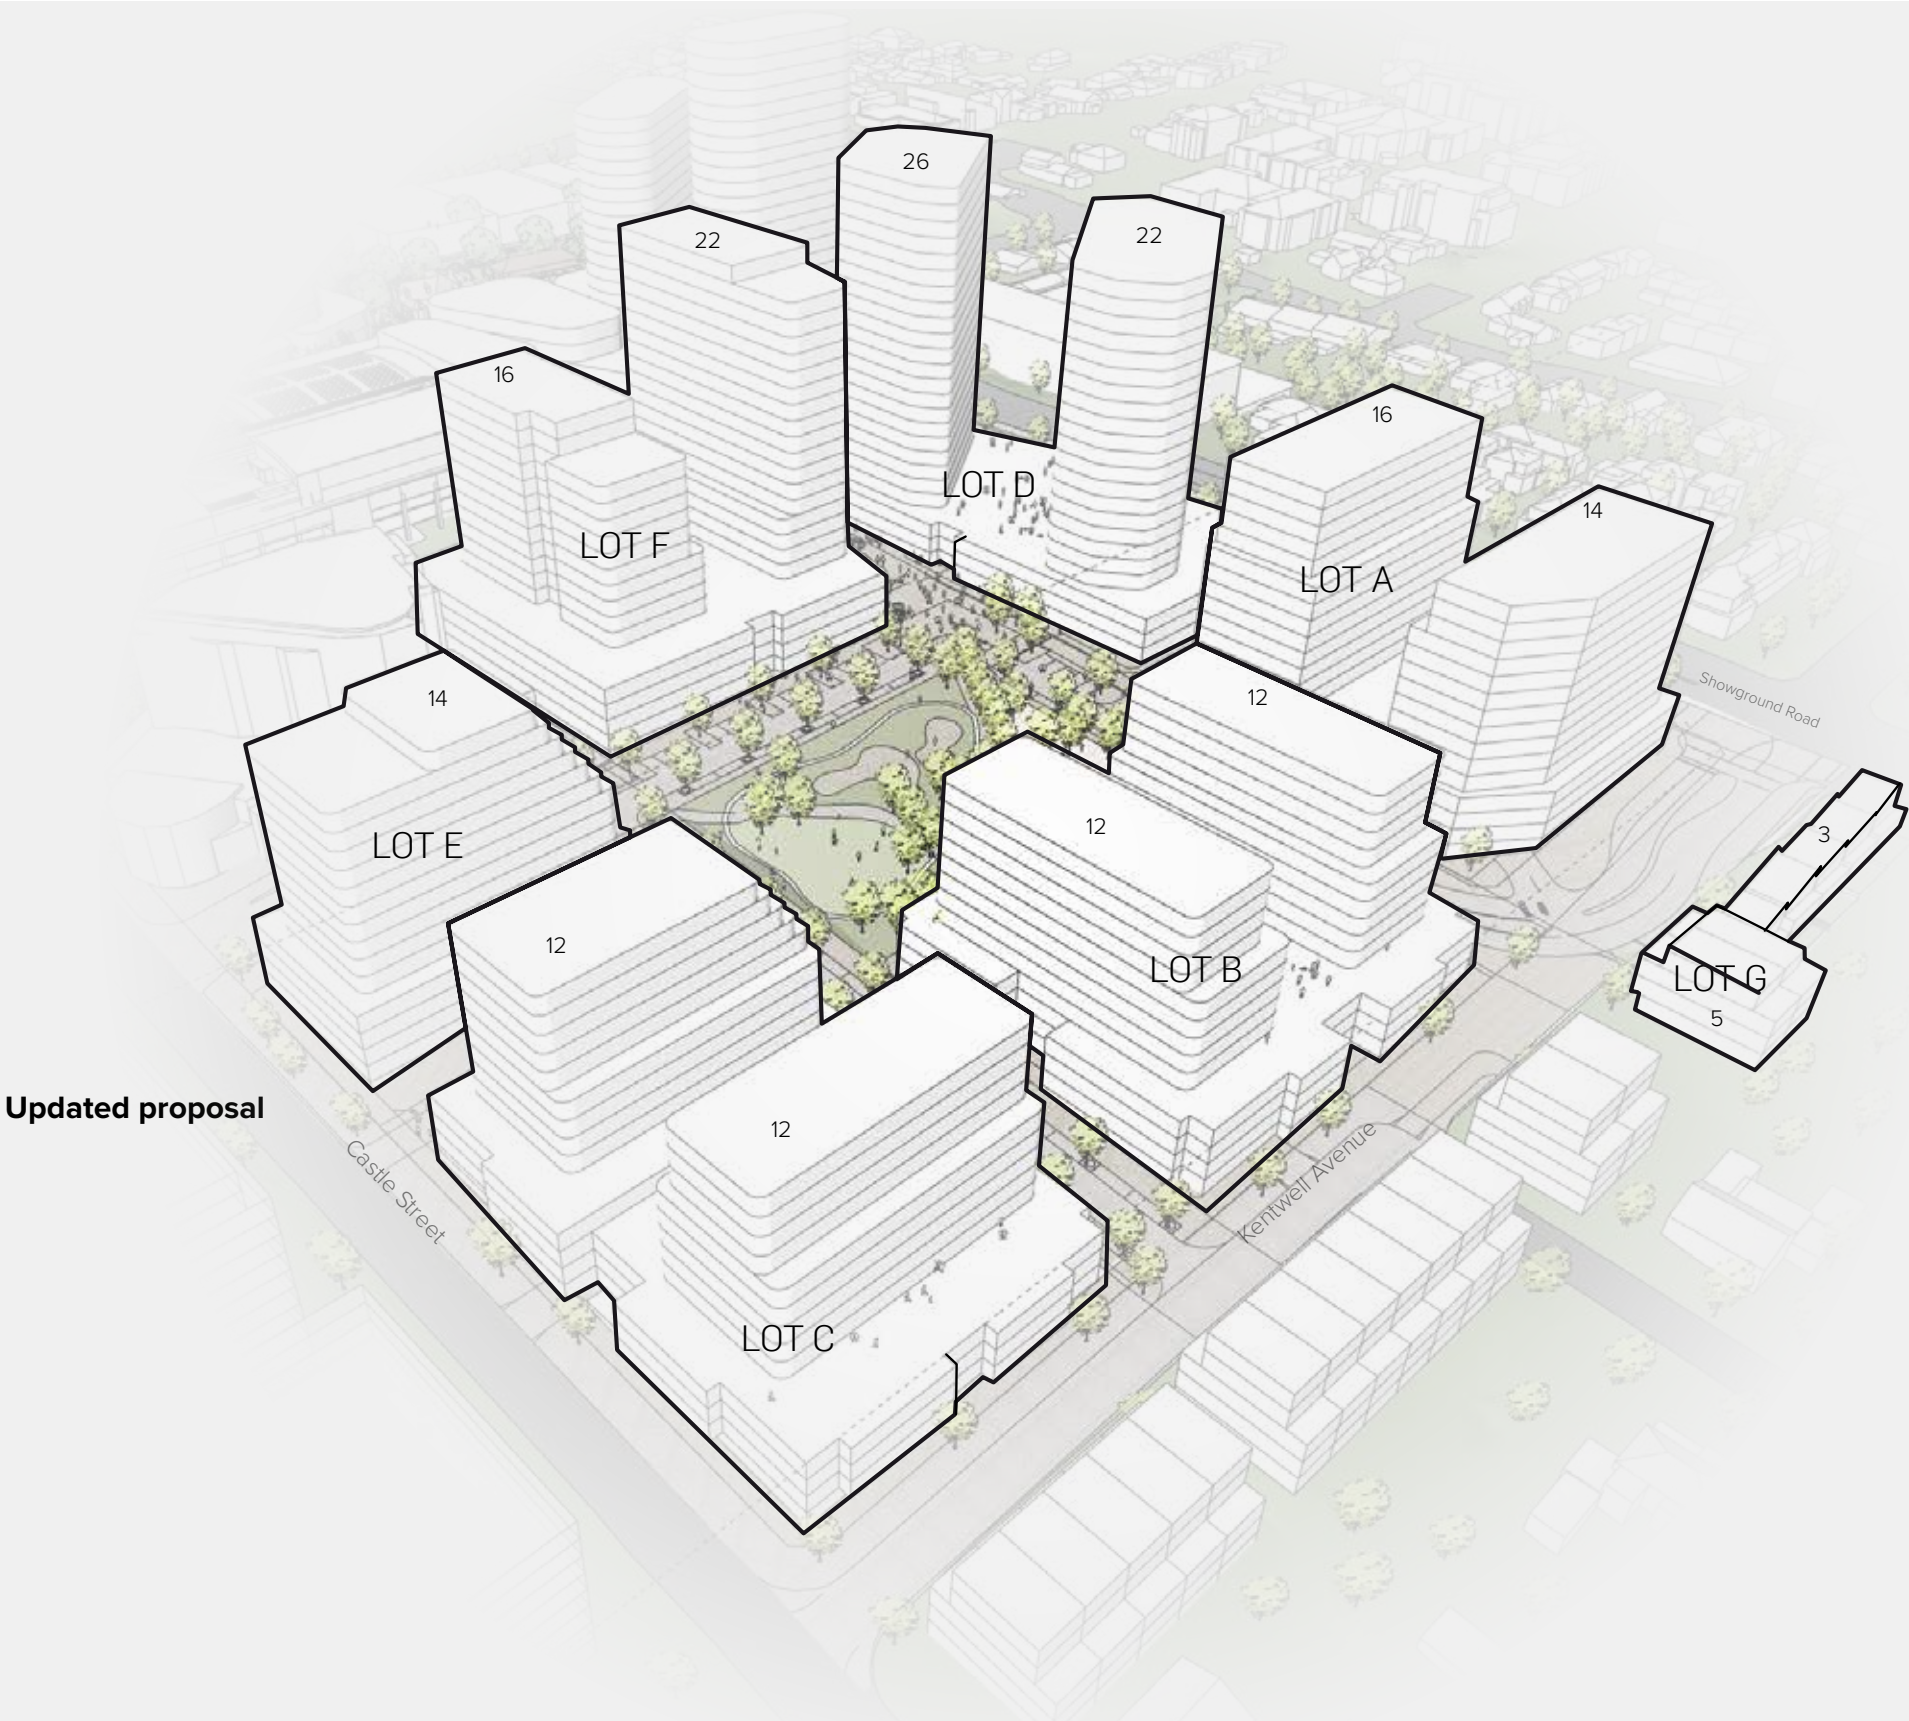 26
22
22
16
16
LOT D
14
LOT F
LOT A
14
12
Showground Road
12
3
LOT E
12
LOT B
LOT G
5
Updated proposal
12
Castle Street
Kentwell Avenue
LOT C